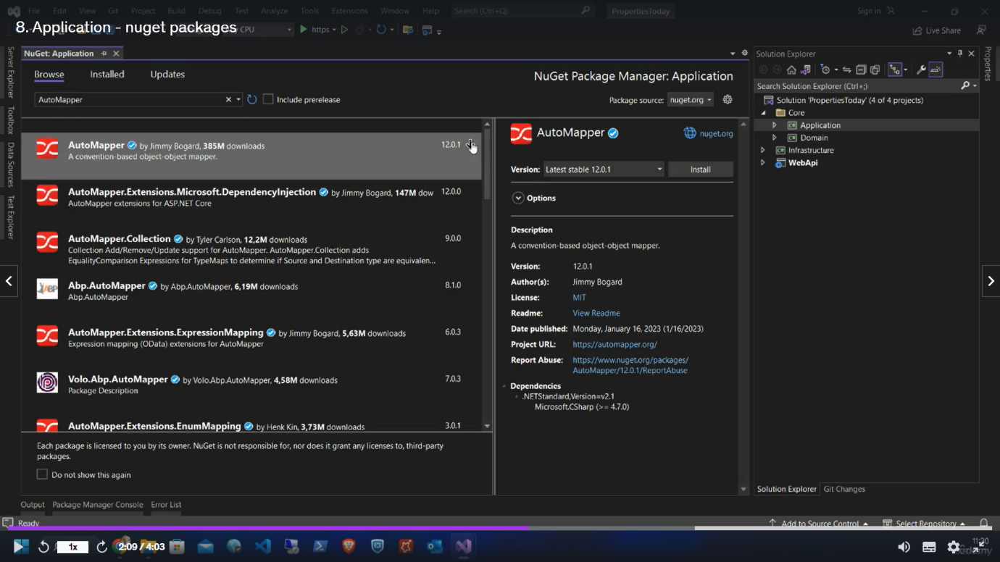 File Edit View Git Project Build Debug Test Analyze Tools Extensions Window Help Search (Ctrl+Q) PropertiesToday Sign in
8. Application - nuget packages
CPU https Live Share
NuGet: Application
Solution Explorer
Server Explorer
Toolbox
Data Sources
Test Explorer
Properties
Browse Installed Updates
NuGet Package Manager: Application
AutoMapper
Include prerelease
Package source: nuget.org
Search Solution Explorer (Ctrl+;)
Solution 'PropertiesToday' (4 of 4 projects)
Core
Application
Domain
Infrastructure
WebApi
AutoMapper by Jimmy Bogard, 385M downloads 12.0.1
A convention-based object-object mapper.
AutoMapper.Extensions.Microsoft.DependencyInjection by Jimmy Bogard, 147M dow 12.0.0
AutoMapper extensions for ASP.NET Core
AutoMapper.Collection by Tyler Carlson, 12,2M downloads 9.0.0
Collection Add/Remove/Update support for AutoMapper. AutoMapper.Collection adds
EqualityComparison Expressions for TypeMaps to determine if Source and Destination type are equivalen...
ABP
Abp.AutoMapper by Abp.AutoMapper, 6,19M downloads 8.1.0
Abp.AutoMapper
AutoMapper.Extensions.ExpressionMapping by Jimmy Bogard, 5,63M downloads 6.0.3
Expression mapping (OData) extensions for AutoMapper
Volo.Abp.AutoMapper by Volo.Abp.AutoMapper, 4,58M downloads 7.0.3
Package Description
AutoMapper.Extensions.EnumMapping by Henk Kin, 3,73M downloads 3.0.1
Each package is licensed to you by its owner. NuGet is not responsible for, nor does it grant any licenses to, third-party
packages.
Do not show this again
AutoMapper nuget.org
Version: Latest stable 12.0.1 Install
Options
Description
A convention-based object-object mapper.
Version: 12.0.1
Author(s): Jimmy Bogard
License: MIT
Readme: View Readme
Date published: Monday, January 16, 2023 (1/16/2023)
Project URL: https://automapper.org/
Report Abuse: https://www.nuget.org/packages/
AutoMapper/12.0.1/ReportAbuse
Dependencies
.NETStandard,Version=v2.1
Microsoft.CSharp (>= 4.7.0)
Solution Explorer Git Changes
Output Package Manager Console Error List
Ready Add to Source Control Select Repository
1x 2:09 / 4:03 11:20